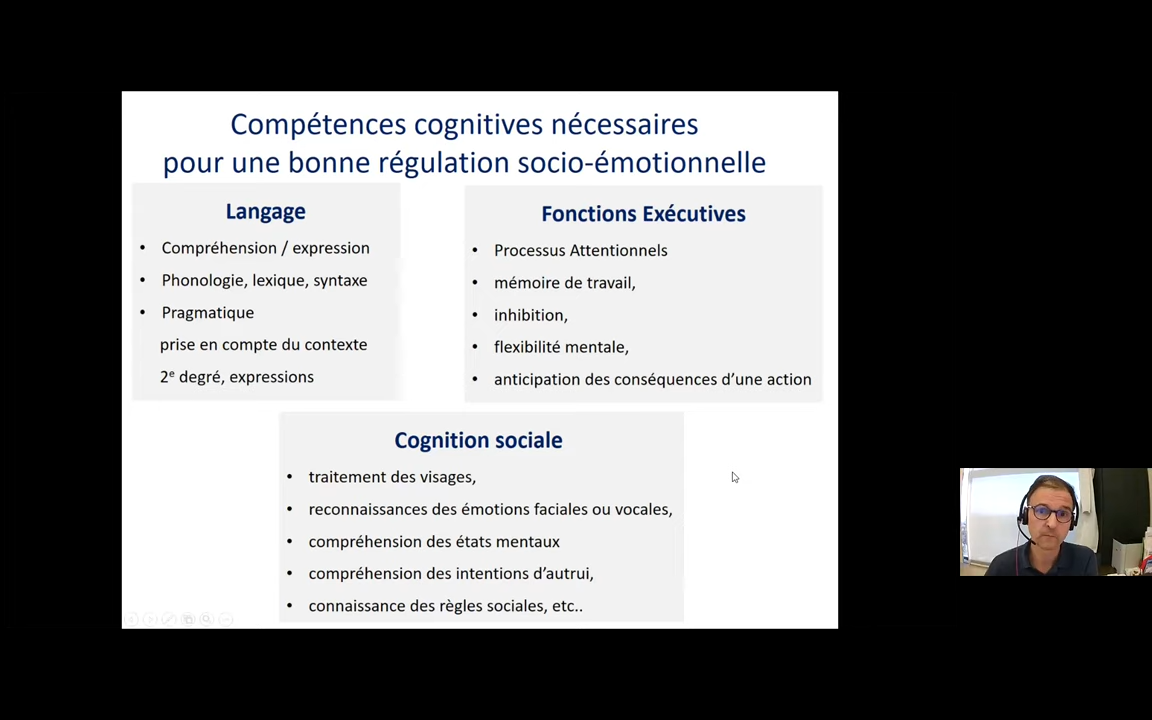 Compétences cognitives nécessaires
pour une bonne régulation socio-émotionnelle
Langage
• Compréhension / expression
• Phonologie, lexique, syntaxe
• Pragmatique
prise en compte du contexte
2e degré, expressions
Fonctions Exécutives
• Processus Attentionnels
• mémoire de travail,
• inhibition,
• flexibilité mentale,
• anticipation des conséquences d’une action
Cognition sociale
• traitement des visages,
• reconnaissances des émotions faciales ou vocales,
• compréhension des états mentaux
• compréhension des intentions d’autrui,
• connaissance des règles sociales, etc..